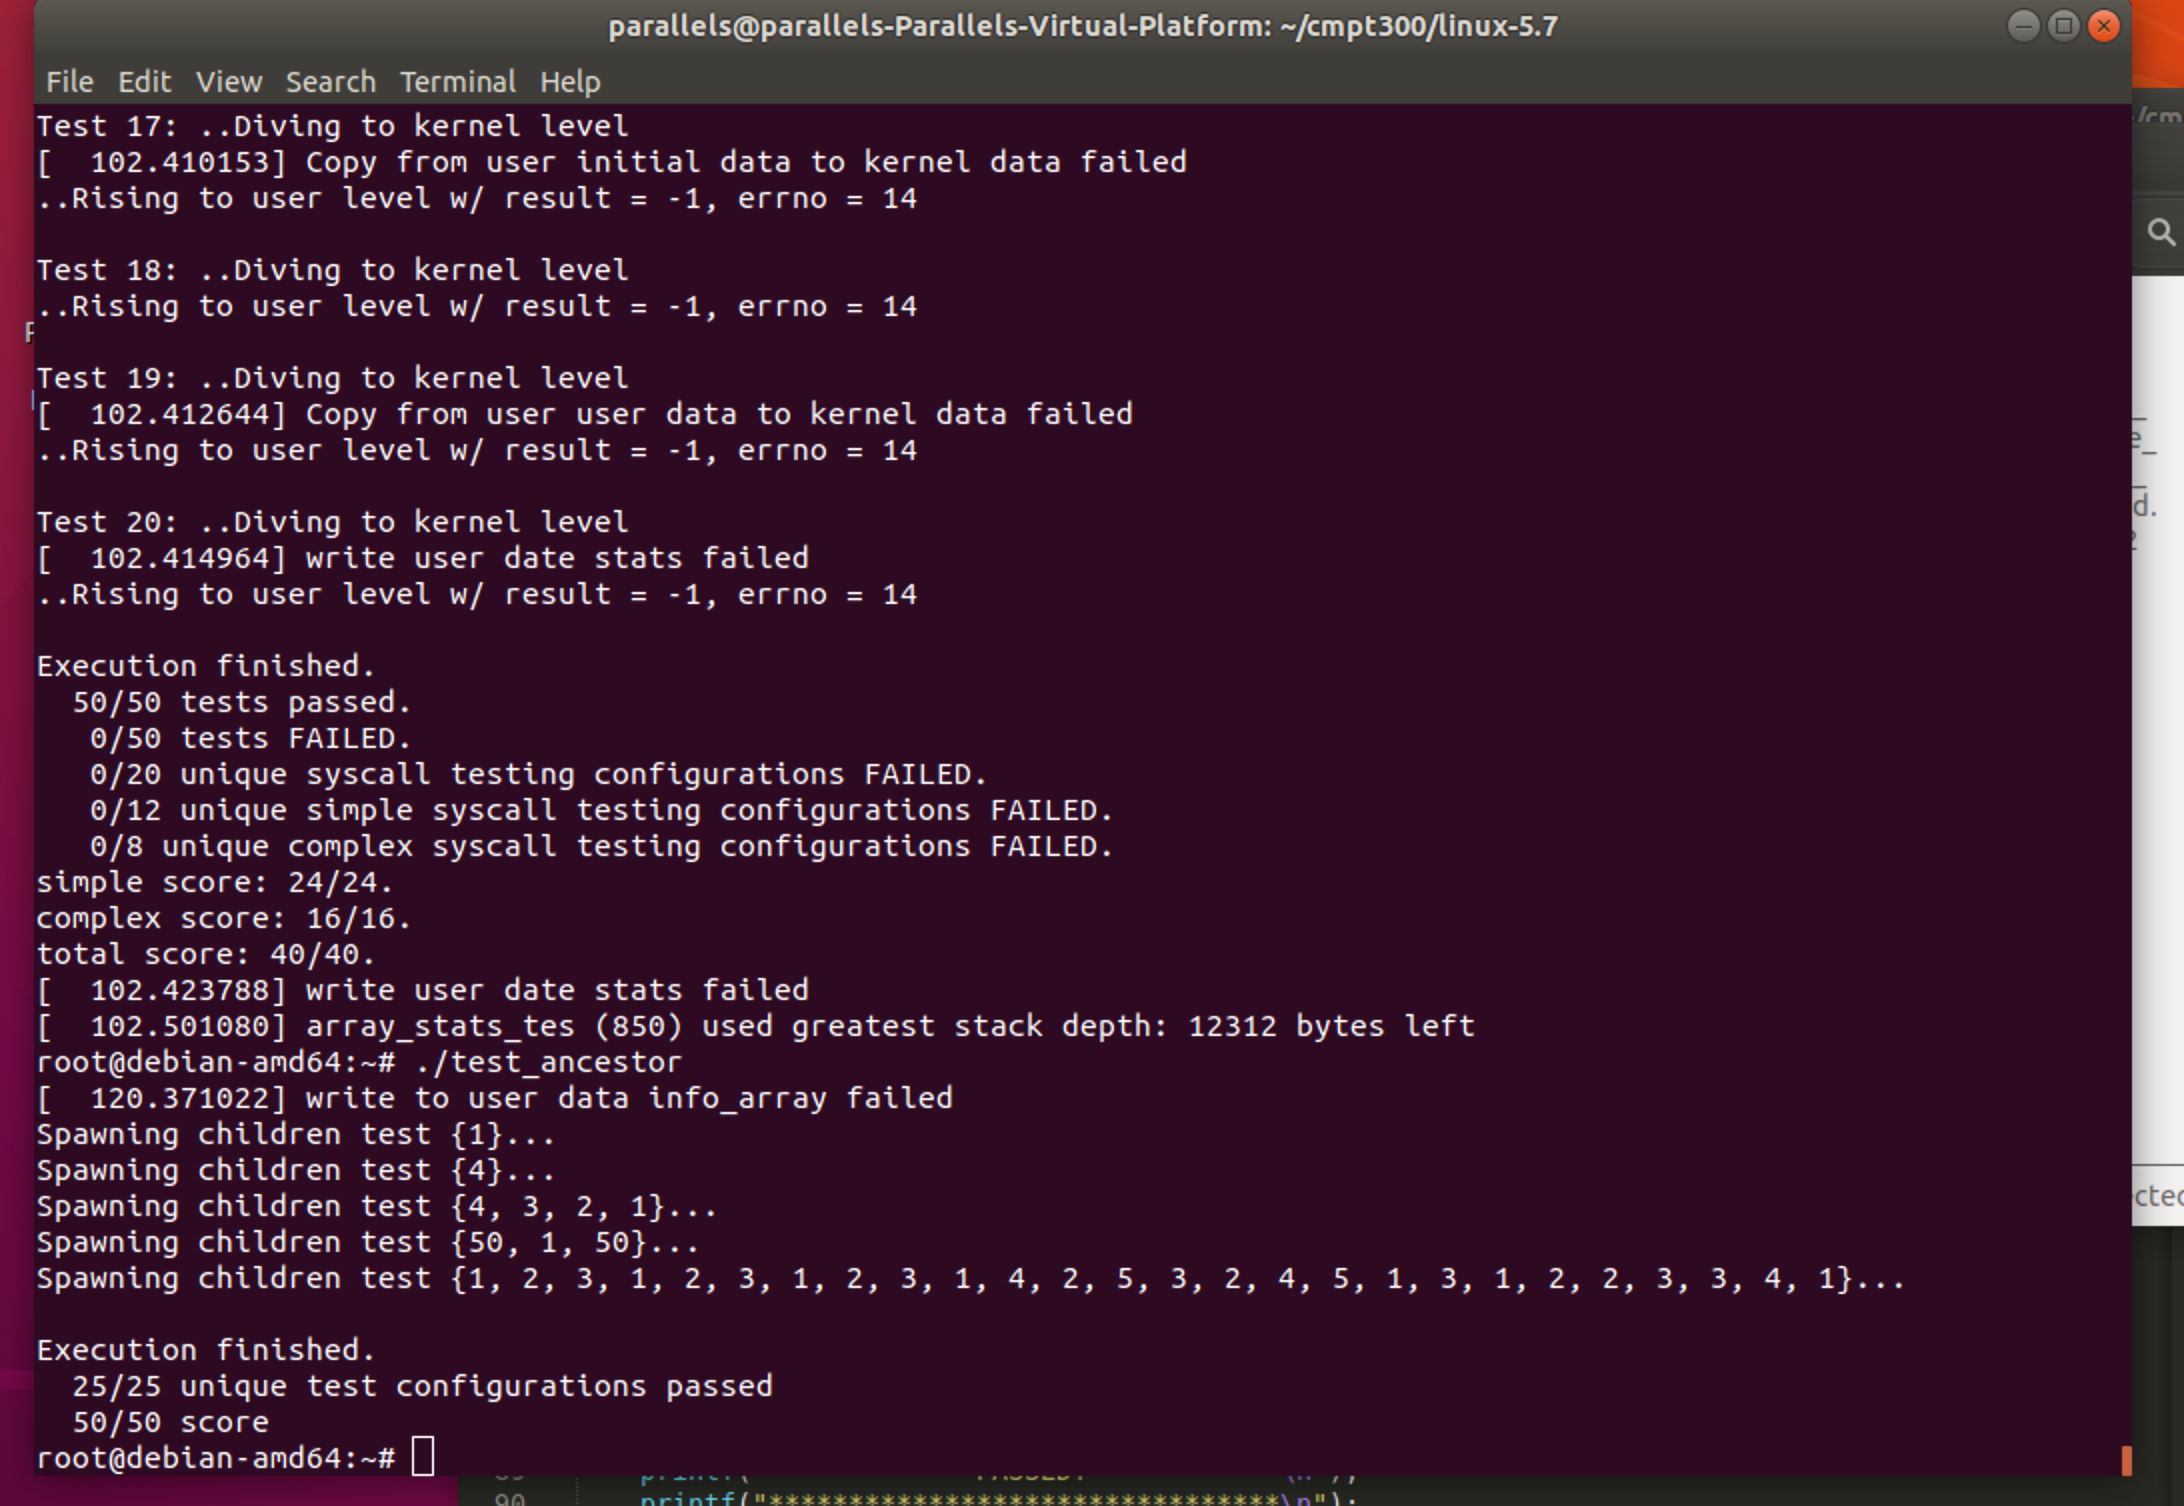 parallels@parallels-Parallels-Virtual-Platform: ~/cmpt300/linux-5.7
File Edit View Search Terminal Help
Test 17: ..Diving to kernel level
[  102.410153] Copy from user initial data to kernel data failed
..Rising to user level w/ result = -1, errno = 14
Test 18: ..Diving to kernel level
..Rising to user level w/ result = -1, errno = 14
Test 19: ..Diving to kernel level
[  102.412644] Copy from user user data to kernel data failed
..Rising to user level w/ result = -1, errno = 14
Test 20: ..Diving to kernel level
[  102.414964] write user date stats failed
..Rising to user level w/ result = -1, errno = 14
Execution finished.
50/50 tests passed.
0/50 tests FAILED.
0/20 unique syscall testing configurations FAILED.
0/12 unique simple syscall testing configurations FAILED.
0/8 unique complex syscall testing configurations FAILED.
simple score: 24/24.
complex score: 16/16.
total score: 40/40.
[  102.423788] write user date stats failed
[  102.501080] array_stats_tes (850) used greatest stack depth: 12312 bytes left
root@debian-amd64:~# ./test_ancestor
[  120.371022] write to user data info_array failed
Spawning children test {1}...
Spawning children test {4}...
Spawning children test {4, 3, 2, 1}...
Spawning children test {50, 1, 50}...
Spawning children test {1, 2, 3, 1, 2, 3, 1, 2, 3, 1, 4, 2, 5, 3, 2, 4, 5, 1, 3, 1, 2, 2, 3, 3, 4, 1}...
Execution finished.
25/25 unique test configurations passed
50/50 score
root@debian-amd64:~#
/cm
d.
90 printf("********************************\n");